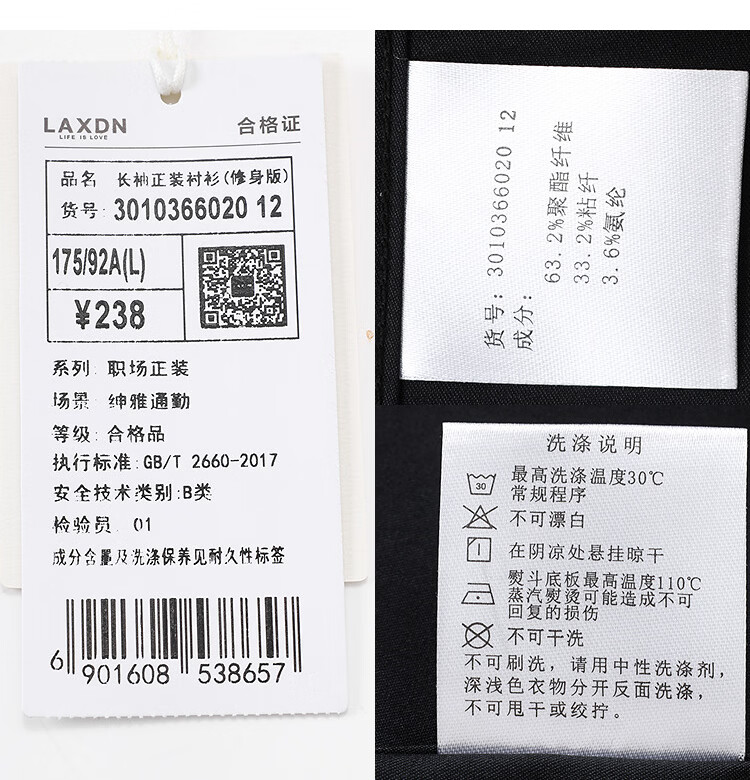 LAXDN
LIFE IS LOVE
合格证
品名 长袖正装衬衫(修身版)
货号: 3010366020 12
175/92A(L)
¥238
系列: 职场正装
场景: 绅雅通勤
等级: 合格品
执行标准: GB/T 2660-2017
安全技术类别: B类
检验员: 01
成分含量及洗涤保养见耐久性标签
6 901608 538657
货号: 3010366020 12
成分: 63.2%聚酯纤维
33.2%粘纤
3.6%氨纶
洗涤说明
30
最高洗涤温度30℃
常规程序
不可漂白
在阴凉处悬挂晾干
熨斗底板最高温度110℃
蒸汽熨烫可能造成不可
回复的损伤
不可干洗
不可刷洗，请用中性洗涤剂，
深浅色衣物分开反面洗涤，
不可甩干或绞拧。